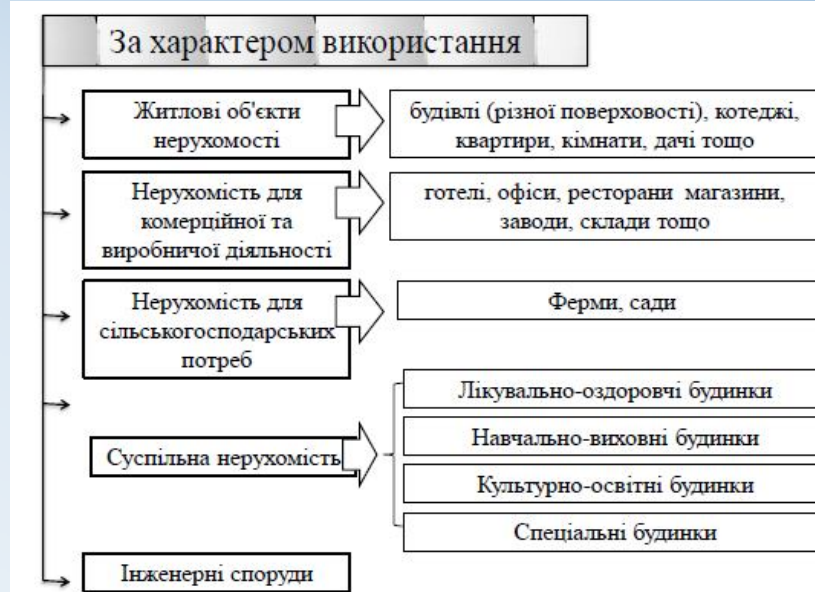 За характером використання
Житлові об'єкти
нерухомості
будівлі (різної поверховості), котеджі,
квартири, кімнати, дачі тощо
Нерухомість для
комерційної та
виробничої діяльності
готелі, офіси, ресторани магазини,
заводи, склади тощо
Нерухомість для
сільськогосподарських
потреб
Ферми, сади
Суспільна нерухомість
Лікувально-оздоровчі будинки
Навчально-виховні будинки
Культурно-освітні будинки
Спеціальні будинки
Інженерні споруди